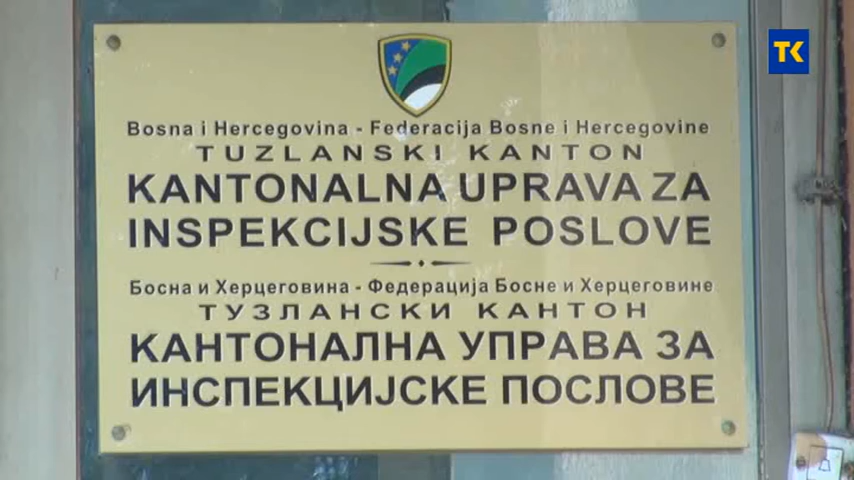 TK
Bosna i Hercegovina - Federacija Bosne i Hercegovine
TUZLANSKI KANTON
KANTONALNA UPRAVA ZA
INSPEKCIJSKE POSLOVE
Босна и Херцеговина - Федерација Босне и Херцеговине
ТУЗЛАНСКИ КАНТОН
КАНТОНАЛНА УПРАВА ЗА
ИНСПЕКЦИЈСКЕ ПОСЛОВЕ